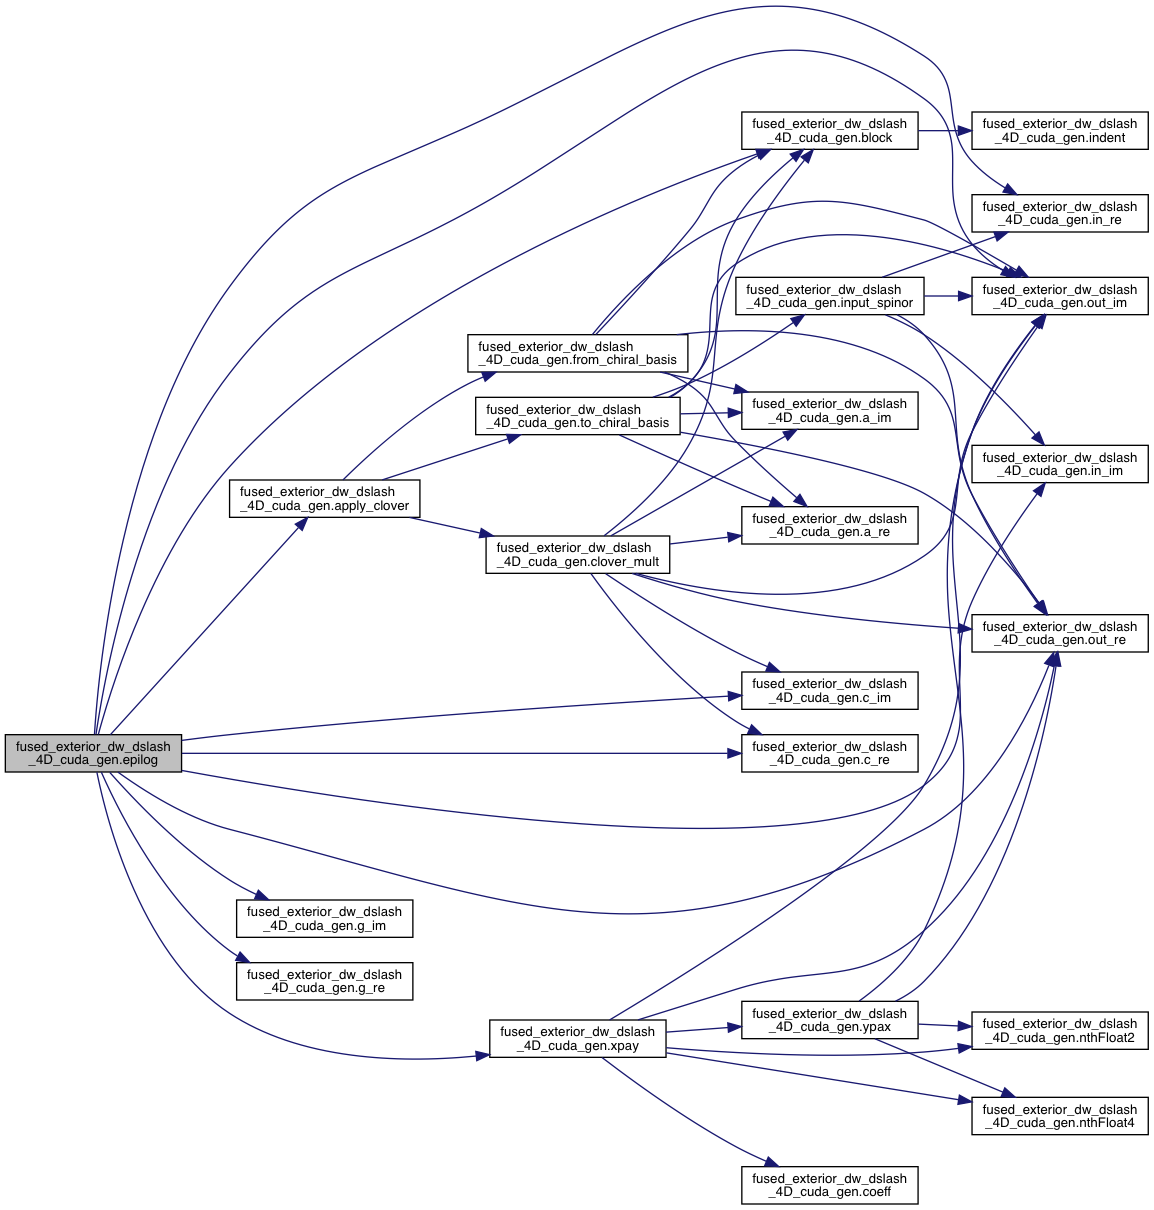 fused_exterior_dw_dslash
_4D_cuda_gen.block
fused_exterior_dw_dslash
_4D_cuda_gen.indent
fused_exterior_dw_dslash
_4D_cuda_gen.in_re
fused_exterior_dw_dslash
_4D_cuda_gen.input_spinor
fused_exterior_dw_dslash
_4D_cuda_gen.out_im
fused_exterior_dw_dslash
_4D_cuda_gen.from_chiral_basis
fused_exterior_dw_dslash
_4D_cuda_gen.a_im
fused_exterior_dw_dslash
_4D_cuda_gen.to_chiral_basis
fused_exterior_dw_dslash
_4D_cuda_gen.in_im
fused_exterior_dw_dslash
_4D_cuda_gen.apply_clover
fused_exterior_dw_dslash
_4D_cuda_gen.a_re
fused_exterior_dw_dslash
_4D_cuda_gen.clover_mult
fused_exterior_dw_dslash
_4D_cuda_gen.out_re
fused_exterior_dw_dslash
_4D_cuda_gen.c_im
fused_exterior_dw_dslash
_4D_cuda_gen.epilog
fused_exterior_dw_dslash
_4D_cuda_gen.c_re
fused_exterior_dw_dslash
_4D_cuda_gen.g_im
fused_exterior_dw_dslash
_4D_cuda_gen.g_re
fused_exterior_dw_dslash
_4D_cuda_gen.ypax
fused_exterior_dw_dslash
_4D_cuda_gen.nthFloat2
fused_exterior_dw_dslash
_4D_cuda_gen.xpay
fused_exterior_dw_dslash
_4D_cuda_gen.nthFloat4
fused_exterior_dw_dslash
_4D_cuda_gen.coeff